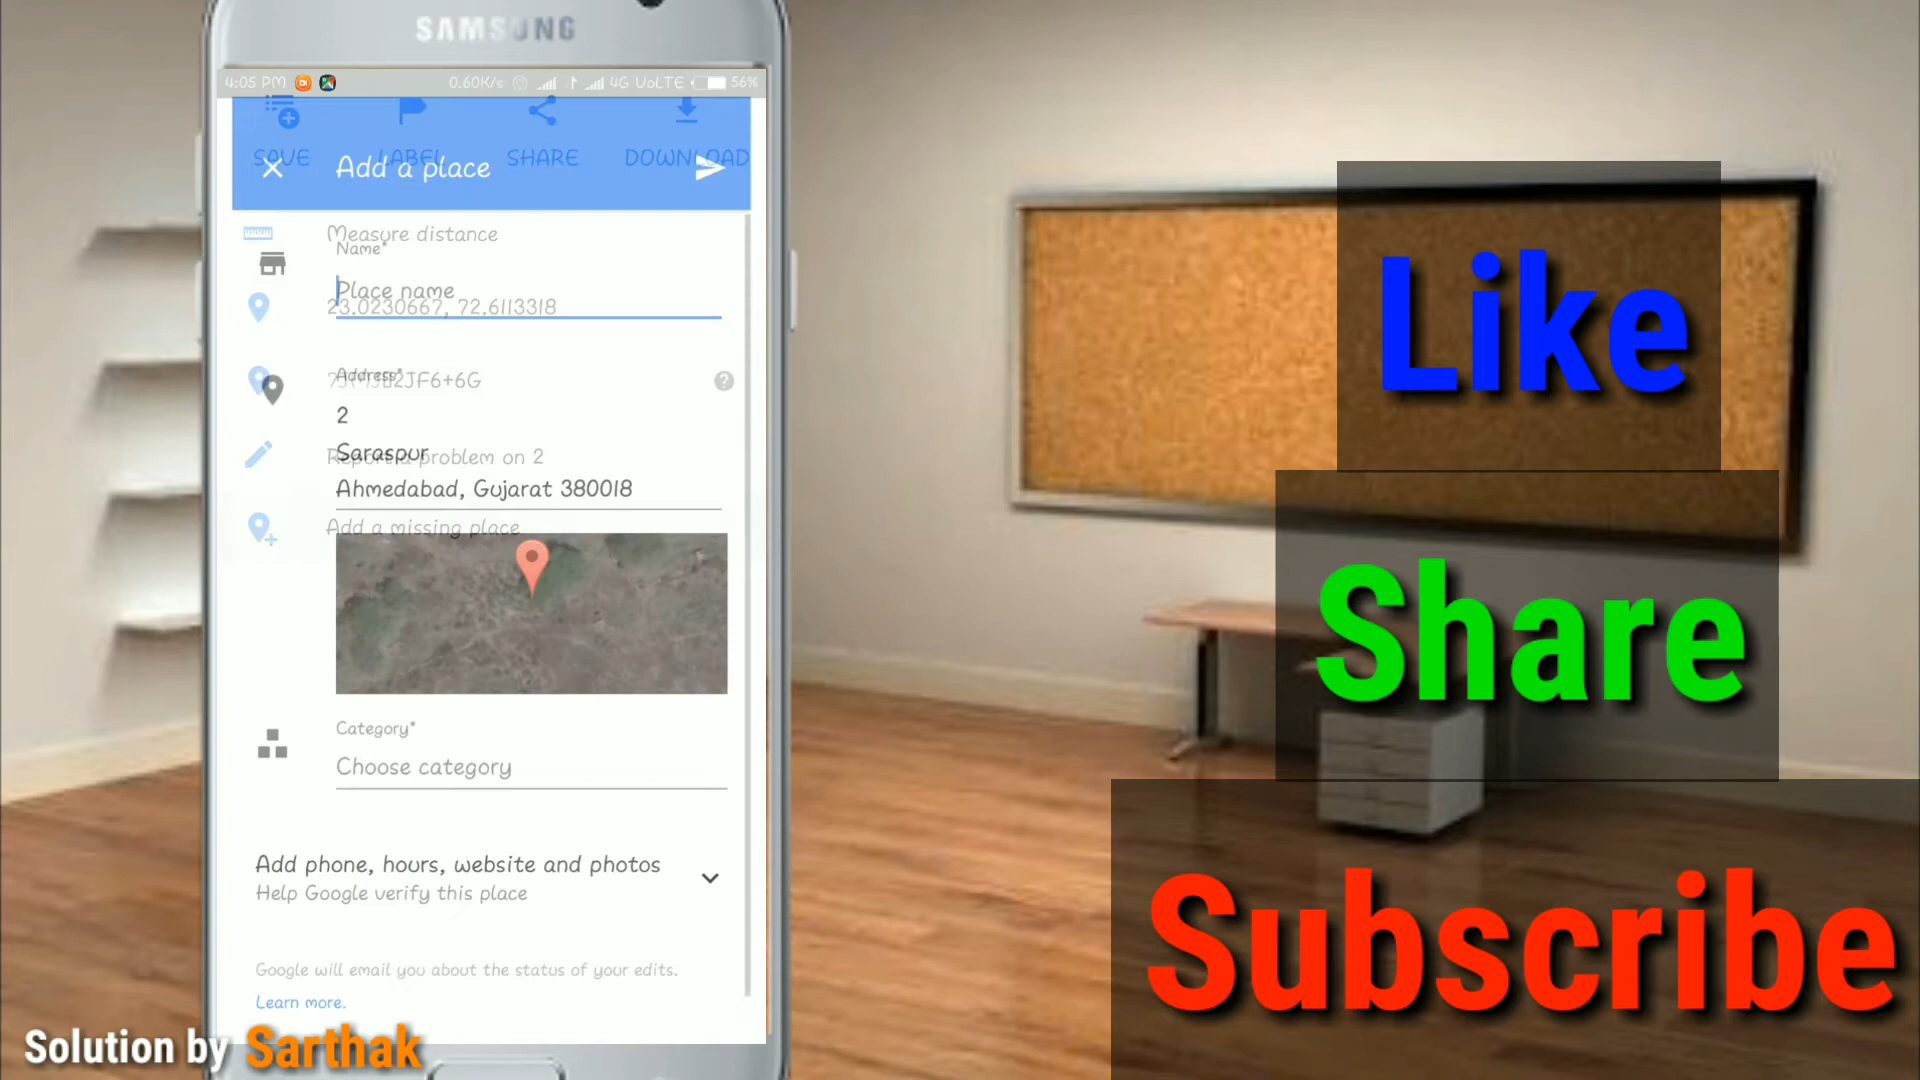 SAMSUNG
4:05 PM 0.60K/s 4G VoLTE 56%
SAVE LABEL SHARE DOWNLOAD
Add a place
Measure distance
Name*
Place name
23.0230667, 72.6113318
Address*
2
Saraspur
Report a problem on 2
Ahmedabad, Gujarat 380018
Add a missing place
Category*
Choose category
Add phone, hours, website and photos
Help Google verify this place
Google will email you about the status of your edits.
Learn more.
Like
Share
Subscribe
Solution by Sarthak